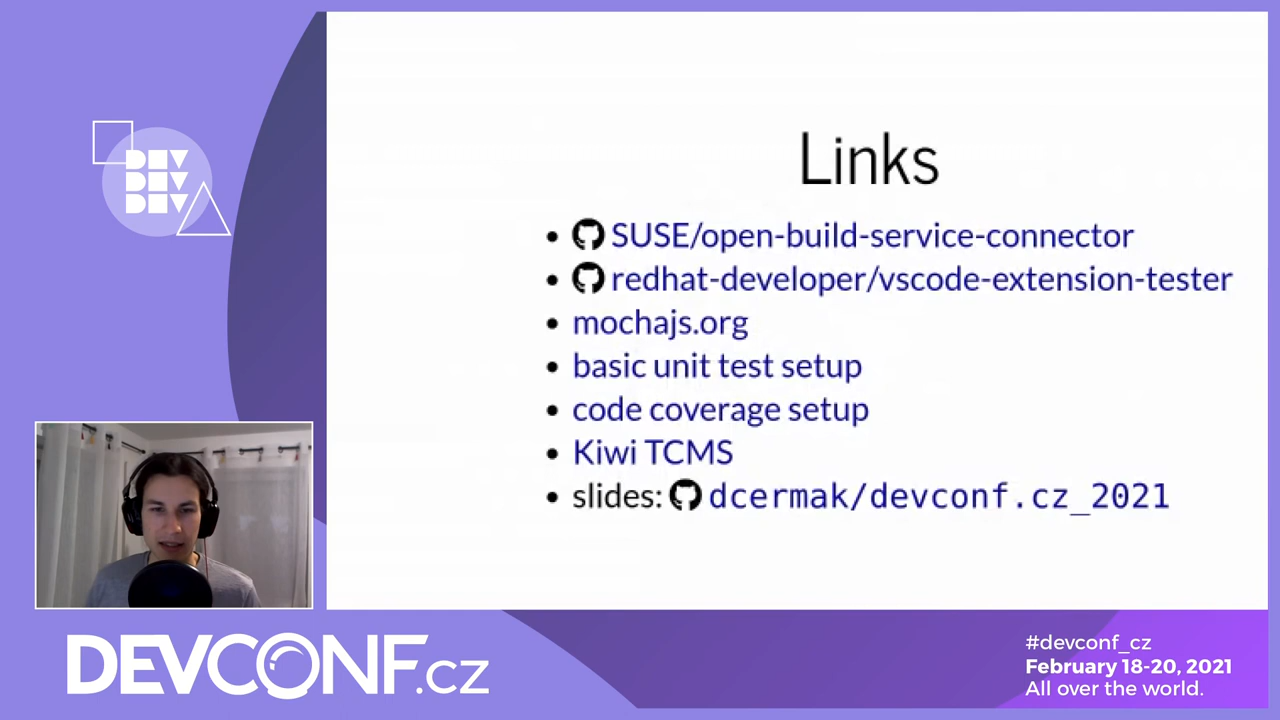 DEV
DEV
DEV
Links
SUSE/open-build-service-connector
redhat-developer/vscode-extension-tester
mochajs.org
basic unit test setup
code coverage setup
Kiwi TCMS
slides: dcermak/devconf.cz_2021
DEVCONF.cz
#devconf_cz
February 18-20, 2021
All over the world.